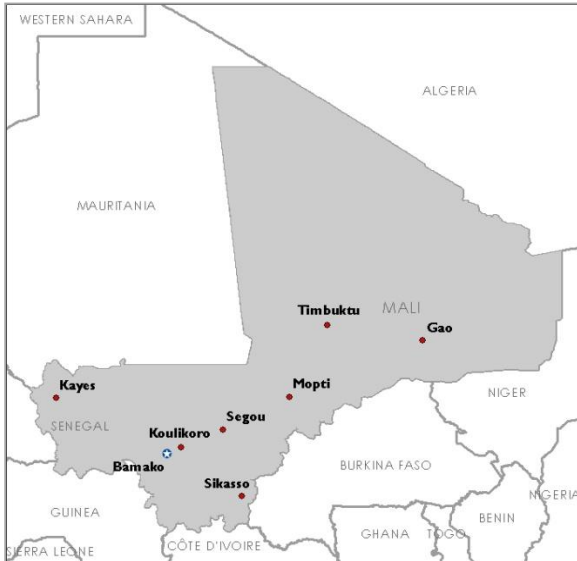 WESTERN SAHARA
ALGERIA
MAURITANIA
Timbuktu
MALI
Gao
Kayes
Mopti
NIGER
Segou
SENEGAL
Koulikoro
Bamako
BURKINA FASO
Sikasso
NIGERIA
GUINEA
BENIN
GHANA
TOGO
CÔTE D'IVOIRE
SIERRA LEONE